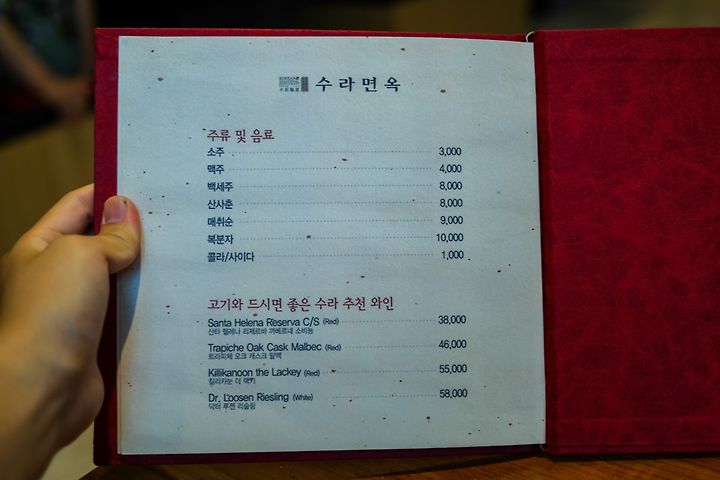 수라면옥
주류 및 음료
소주 3,000
맥주 4,000
백세주 8,000
산사춘 8,000
매취순 9,000
복분자 10,000
콜라/사이다 1,000
고기와 드시면 좋은 수라 추천 와인
Santa Helena Reserva C/S (Red) 38,000
산타 헬레나 리제르바 까베르네 소비뇽
Trapiche Oak Cask Malbec (Red) 46,000
트라피체 오크 캐스크 말백
Killikanoon the Lackey (Red) 55,000
킬리카눈 더 랙키
Dr. Loosen Riesling (White) 58,000
닥터 루젠 리슬링